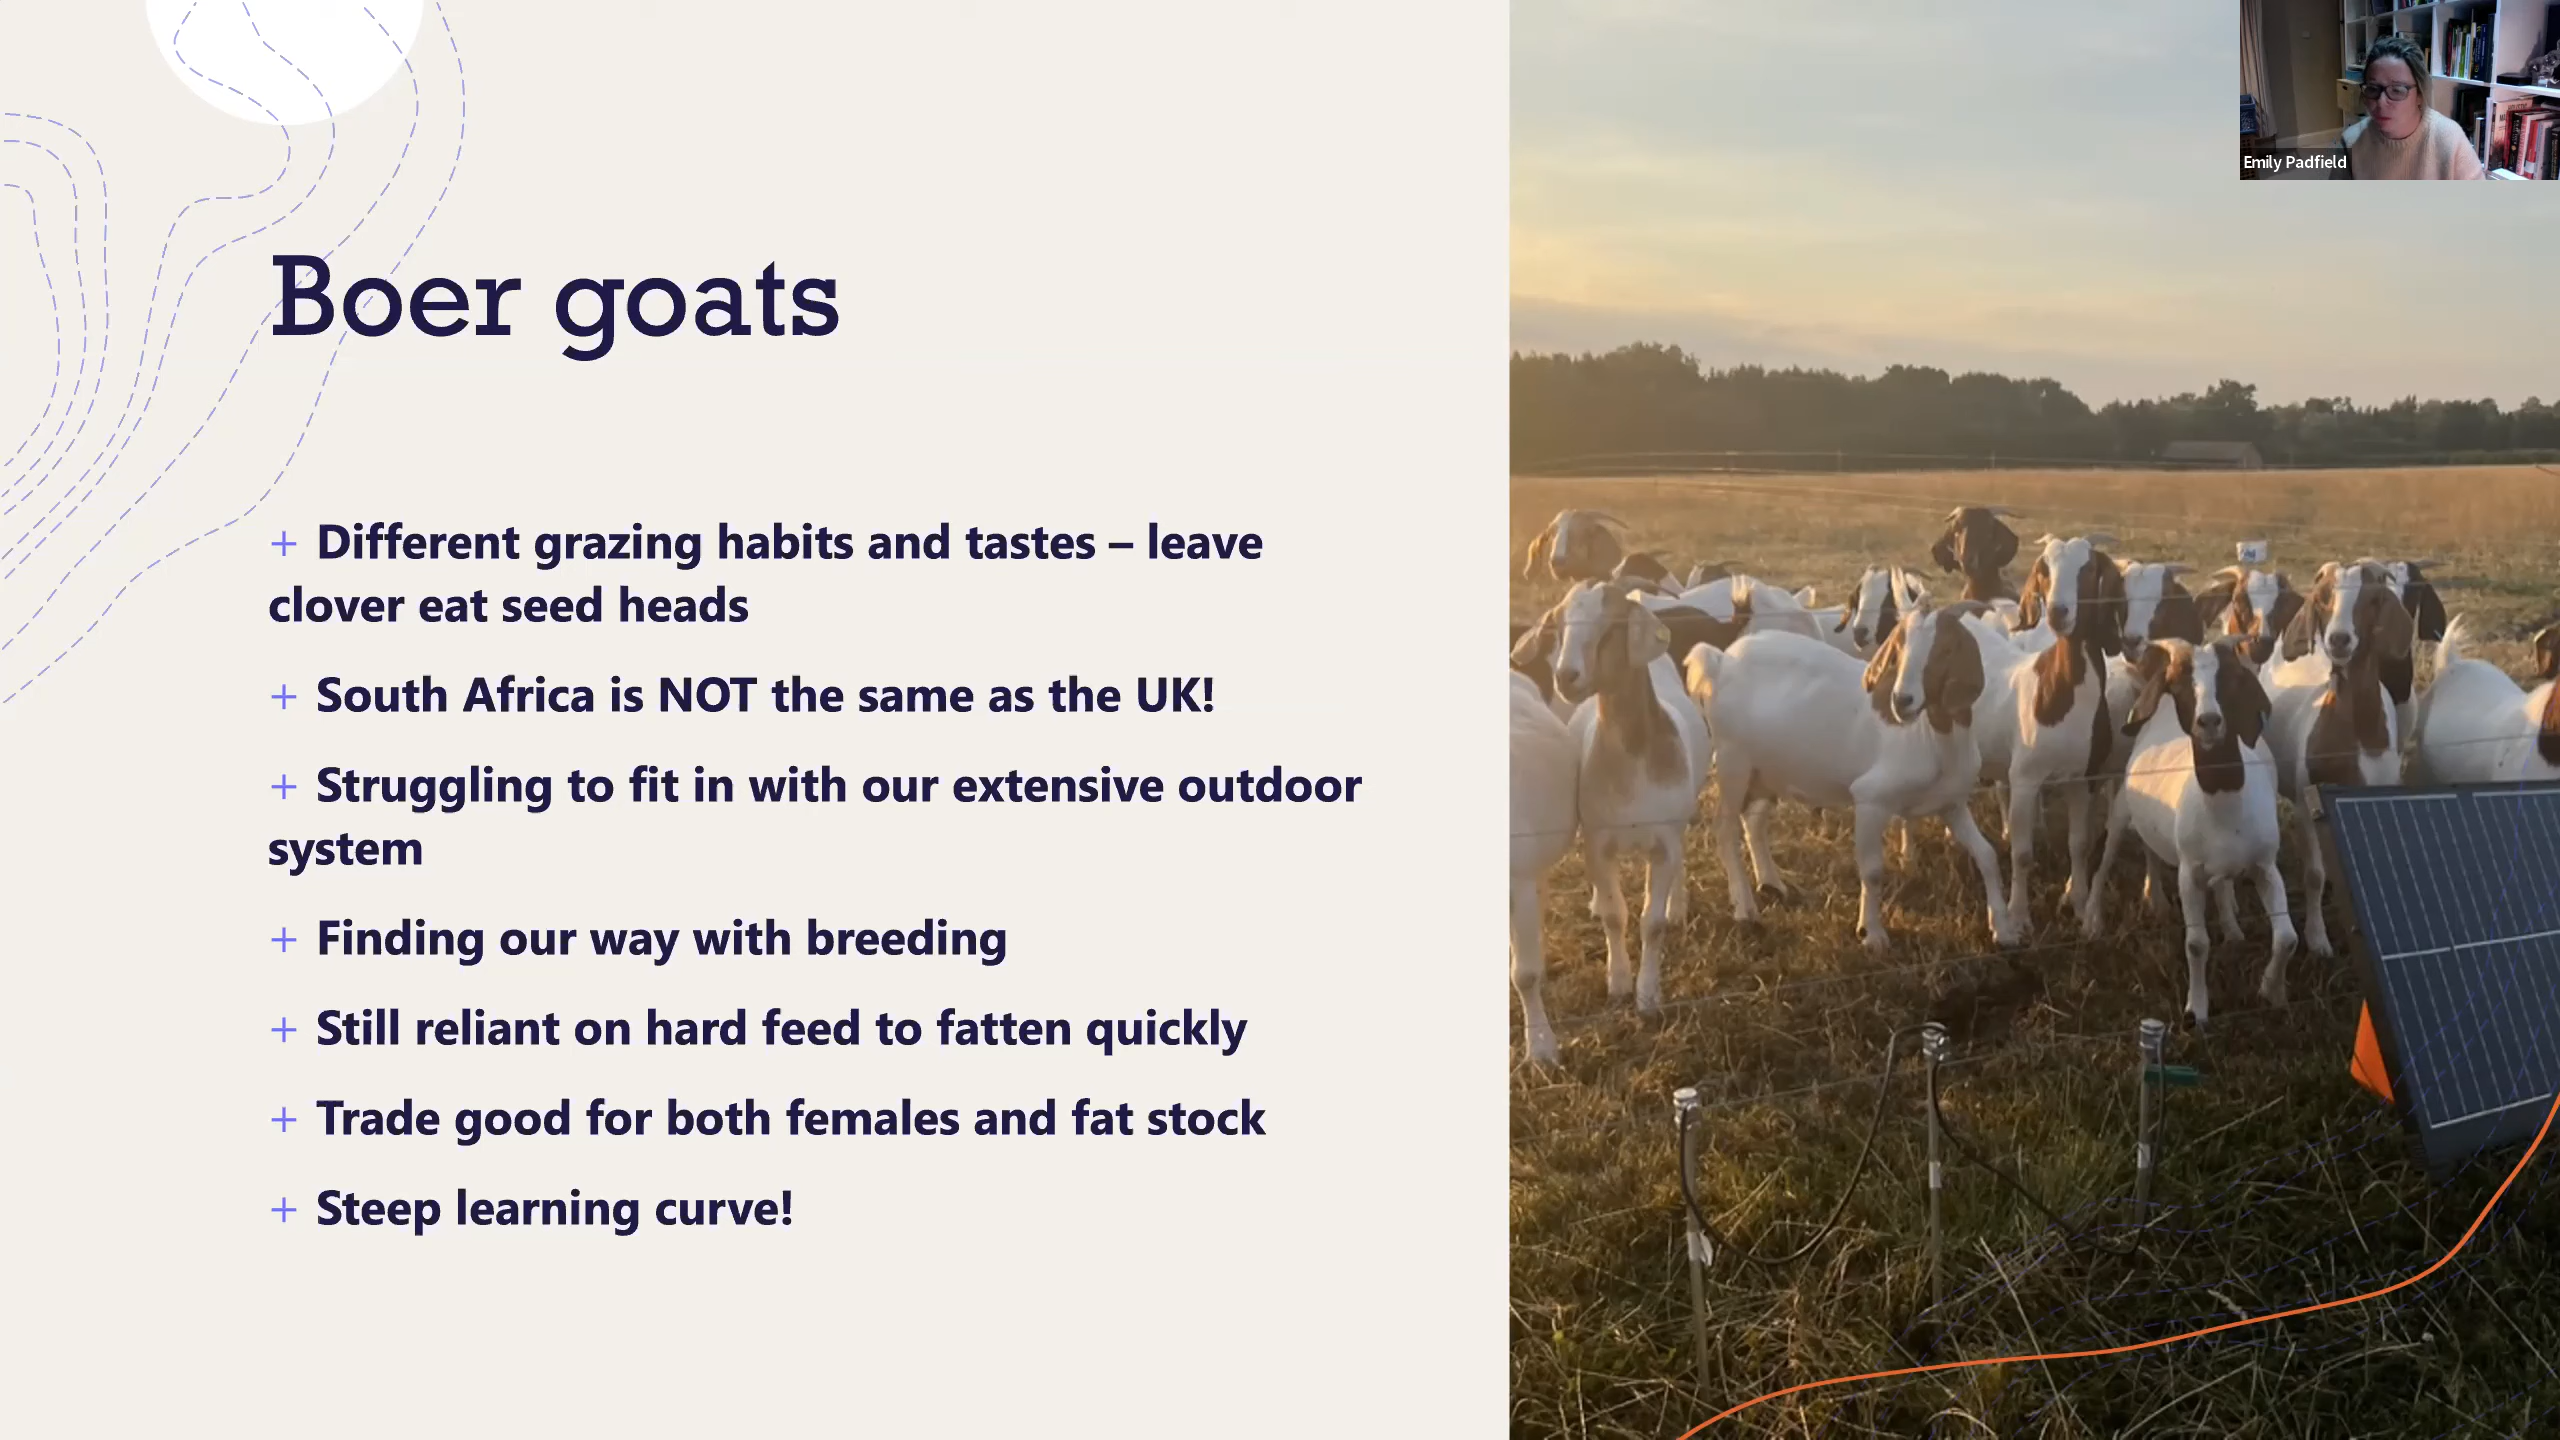 Emily Padfield
Boer goats
+ Different grazing habits and tastes – leave
clover eat seed heads
+ South Africa is NOT the same as the UK!
+ Struggling to fit in with our extensive outdoor
system
+ Finding our way with breeding
+ Still reliant on hard feed to fatten quickly
+ Trade good for both females and fat stock
+ Steep learning curve!